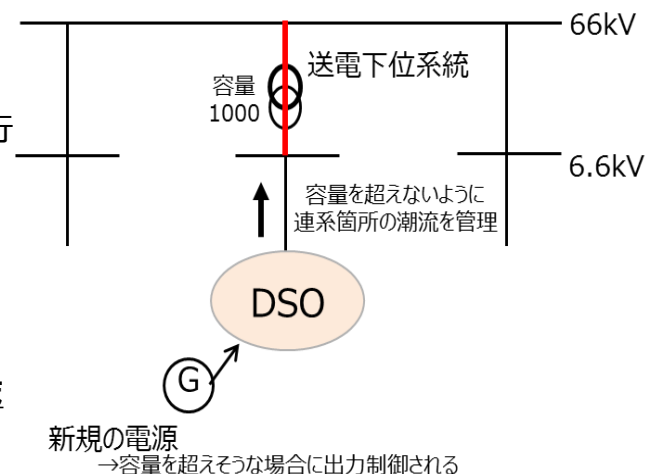 66kV
送電下位系統
容量
1000
行
6.6kV
容量を超えないように
連系箇所の潮流を管理
DSO
G
新規の電源
→容量を超えそうな場合に出力制御される